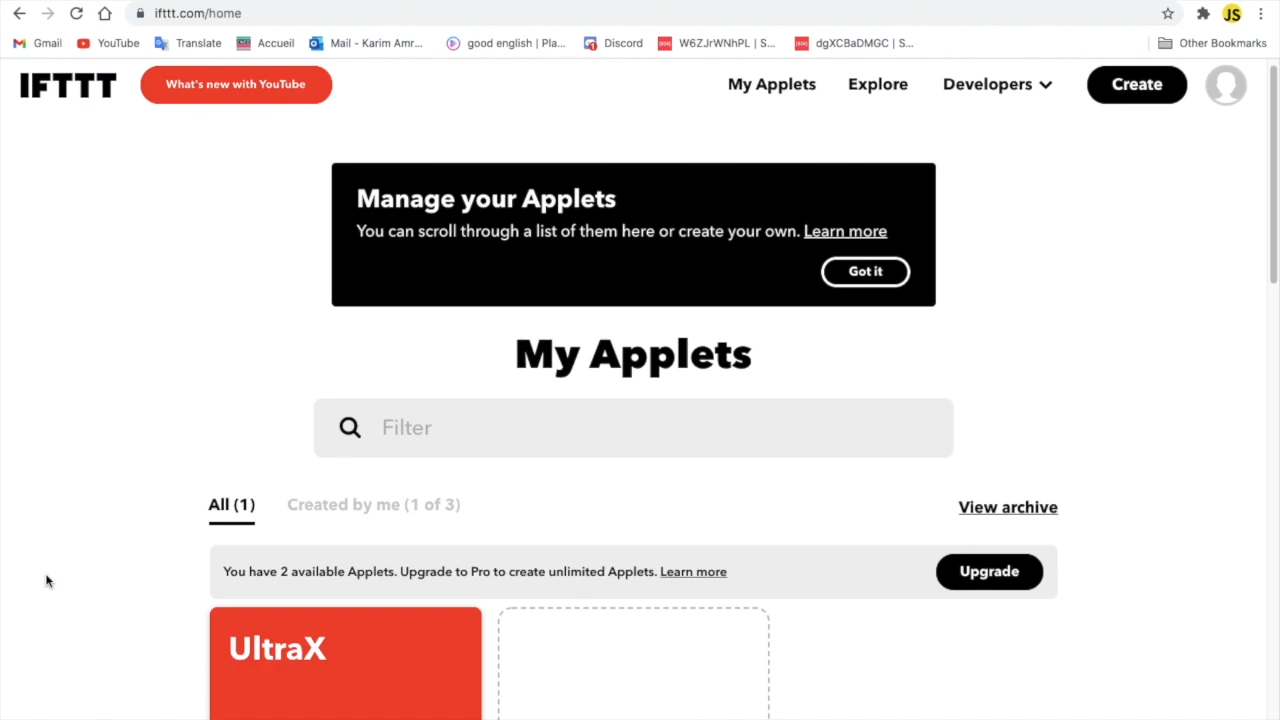 ifttt.com/home
JS
Gmail YouTube Translate Accueil Mail - Karim Amr... good english | Pla... Discord W6ZJrWNhPL | S... dgXCBaDMGC | S... Other Bookmarks
IFTTT What's new with YouTube My Applets Explore Developers Create
Manage your Applets
You can scroll through a list of them here or create your own. Learn more
Got it
My Applets
Filter
All (1) Created by me (1 of 3) View archive
You have 2 available Applets. Upgrade to Pro to create unlimited Applets. Learn more Upgrade
UltraX